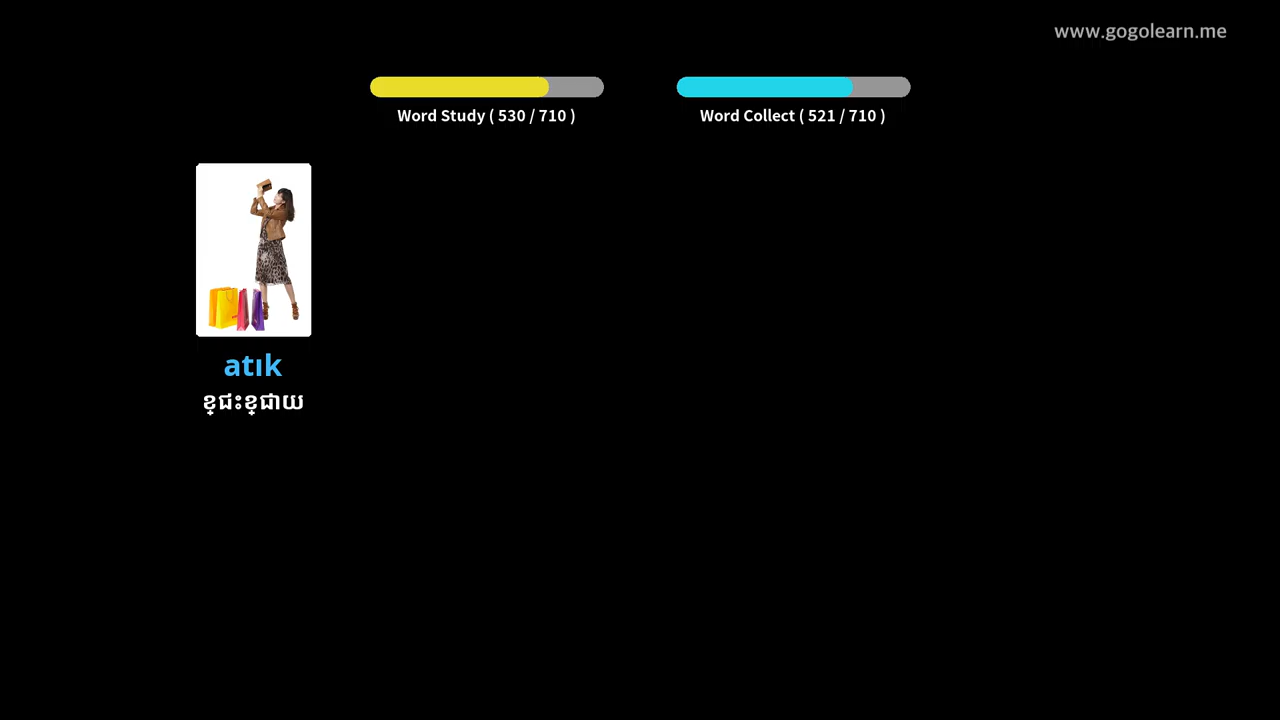 www.gogolearn.me
Word Study ( 530 / 710 )
Word Collect ( 521 / 710 )
atık
ខ្ជះខ្ជាយ